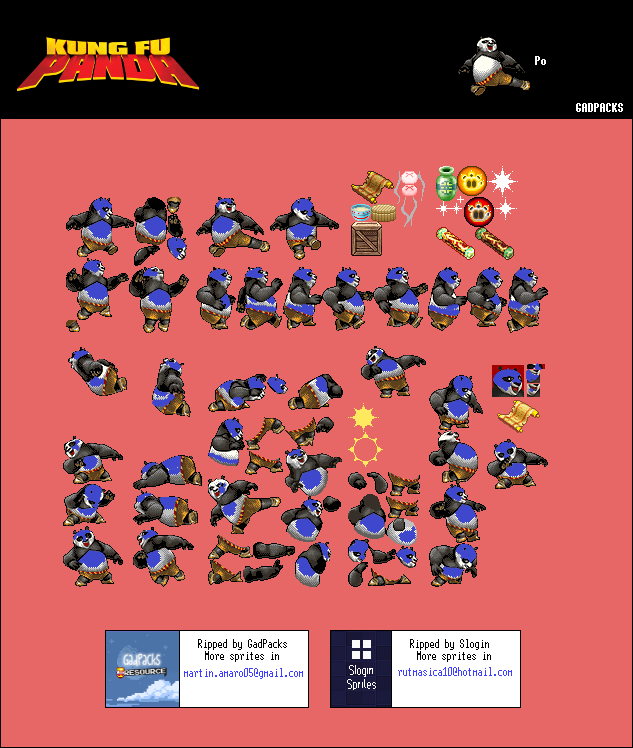 KUNG FU
PANDA
Po
GADPACKS
GADPACKS
RESOURCE
Ripped by GadPacks
More sprites in
martin.amaro05@gmail.com
Slogin
Sprites
Ripped by Slogin
More sprites in
rutmasica10@hotmail.com